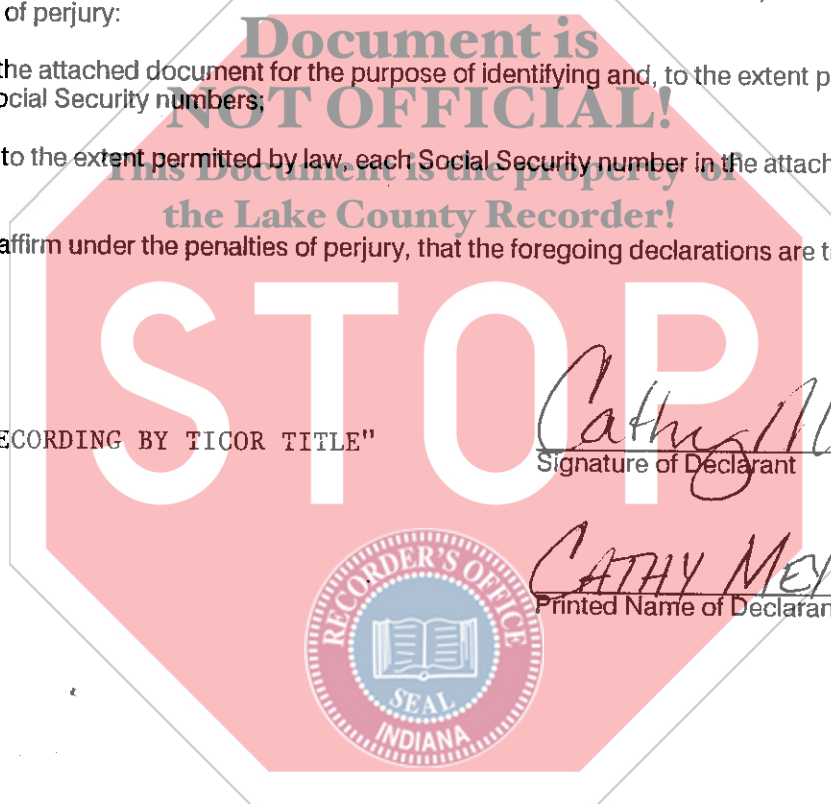 of perjury:
Document is
the attached document for the purpose of identifying and, to the extent p
ocial Security numbers;
NOT OFFICIAL!
to the extent permitted by law, each Social Security number in the attach
This Document is the property of
the Lake County Recorder!
affirm under the penalties of perjury, that the foregoing declarations are t
STOP
ECORDING BY TICOR TITLE"
Cathy M
Signature of Declarant
CATHY MEY
Printed Name of Declaran
RECORDER'S OFFICE
SEAL
INDIANA